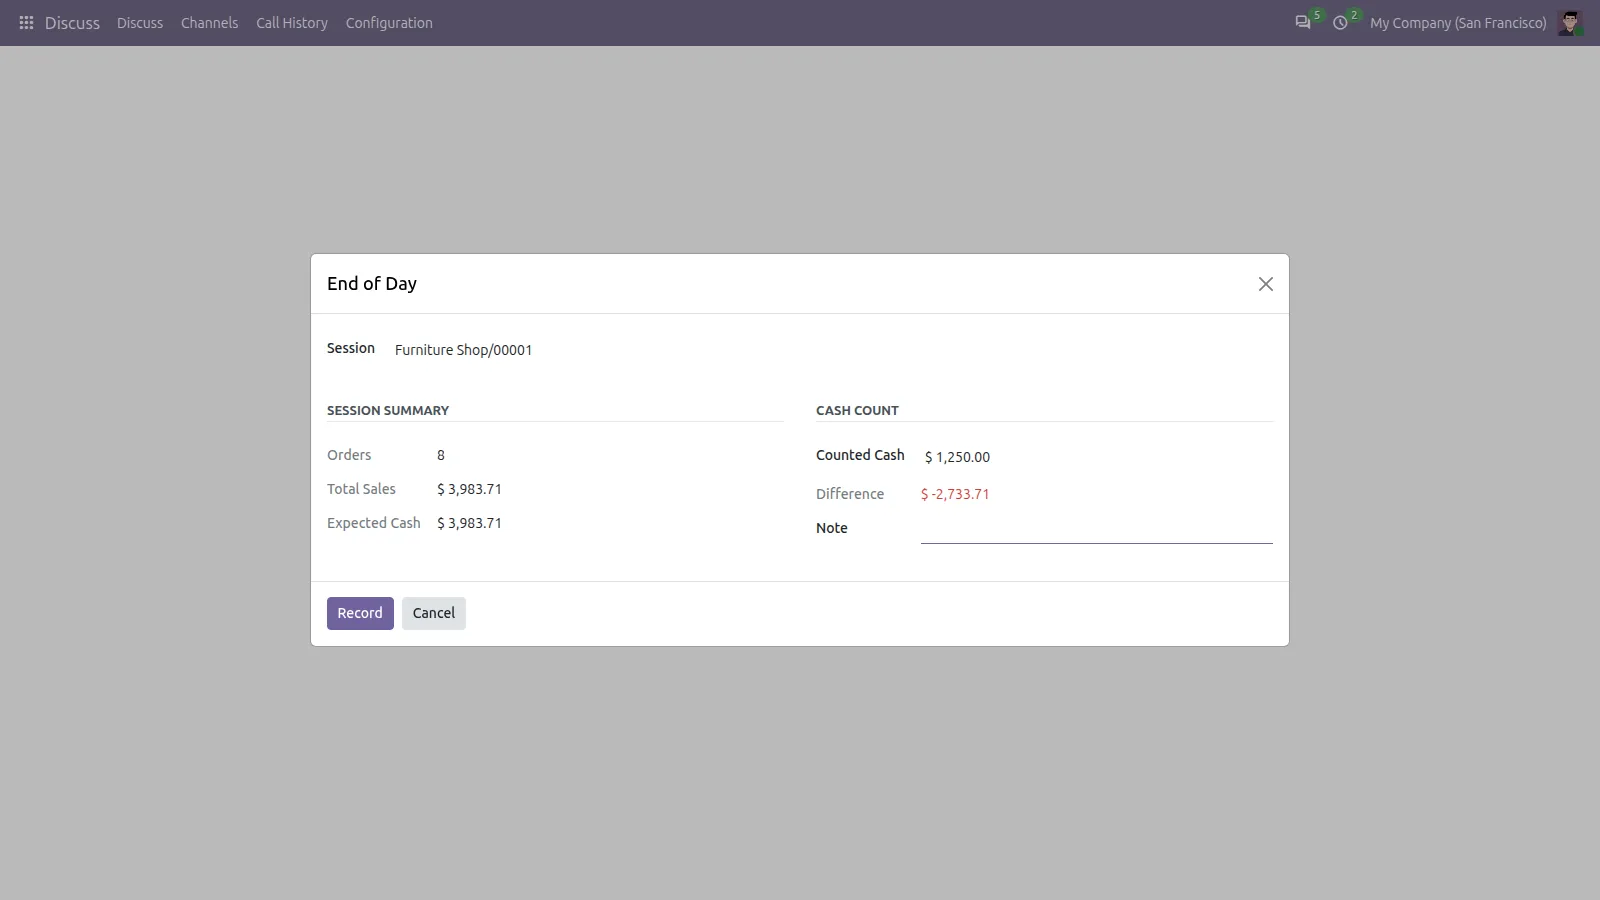 Discuss Discuss Channels Call History Configuration 5 2 My Company (San Francisco)
End of Day
Session Furniture Shop/00001
SESSION SUMMARY
Orders 8
Total Sales $ 3,983.71
Expected Cash $ 3,983.71
CASH COUNT
Counted Cash $ 1,250.00
Difference $ -2,733.71
Note
Record Cancel